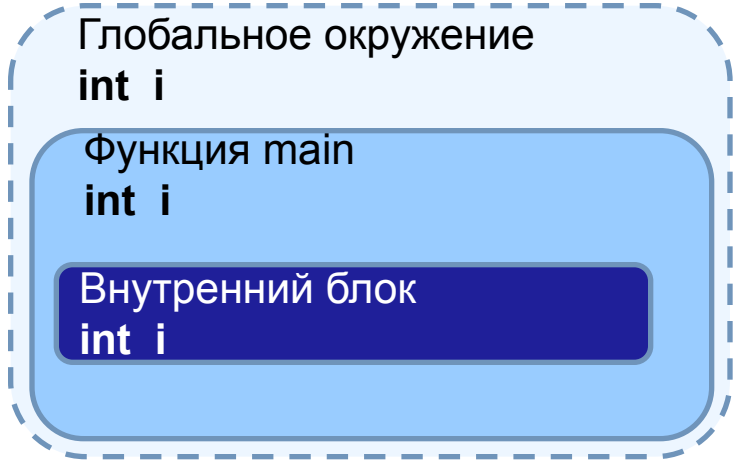 Глобальное окружение
int i
Функция main
int i
Внутренний блок
int i